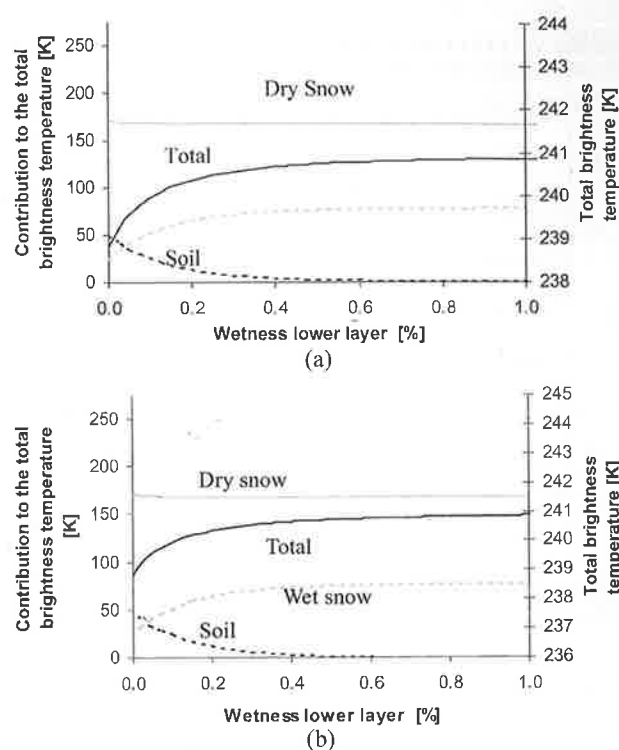 Contribution to the total
brightness temperature [K]
250
200
150
100
50
0
Dry Snow
Total
Soil
244
243
242
241
240
239
238
Total brightness
temperature [K]
0.0 0.2 0.4 0.6 0.8 1.0
Wetness lower layer [%]
(a)
Contribution to the total
brightness temperature
[K]
250
200
150
100
50
0
Dry snow
Total
Wet snow
Soil
245
244
243
242
241
240
239
238
237
236
Total brightness
temperature [K]
0.0 0.2 0.4 0.6 0.8 1.0
Wetness lower layer [%]
(b)